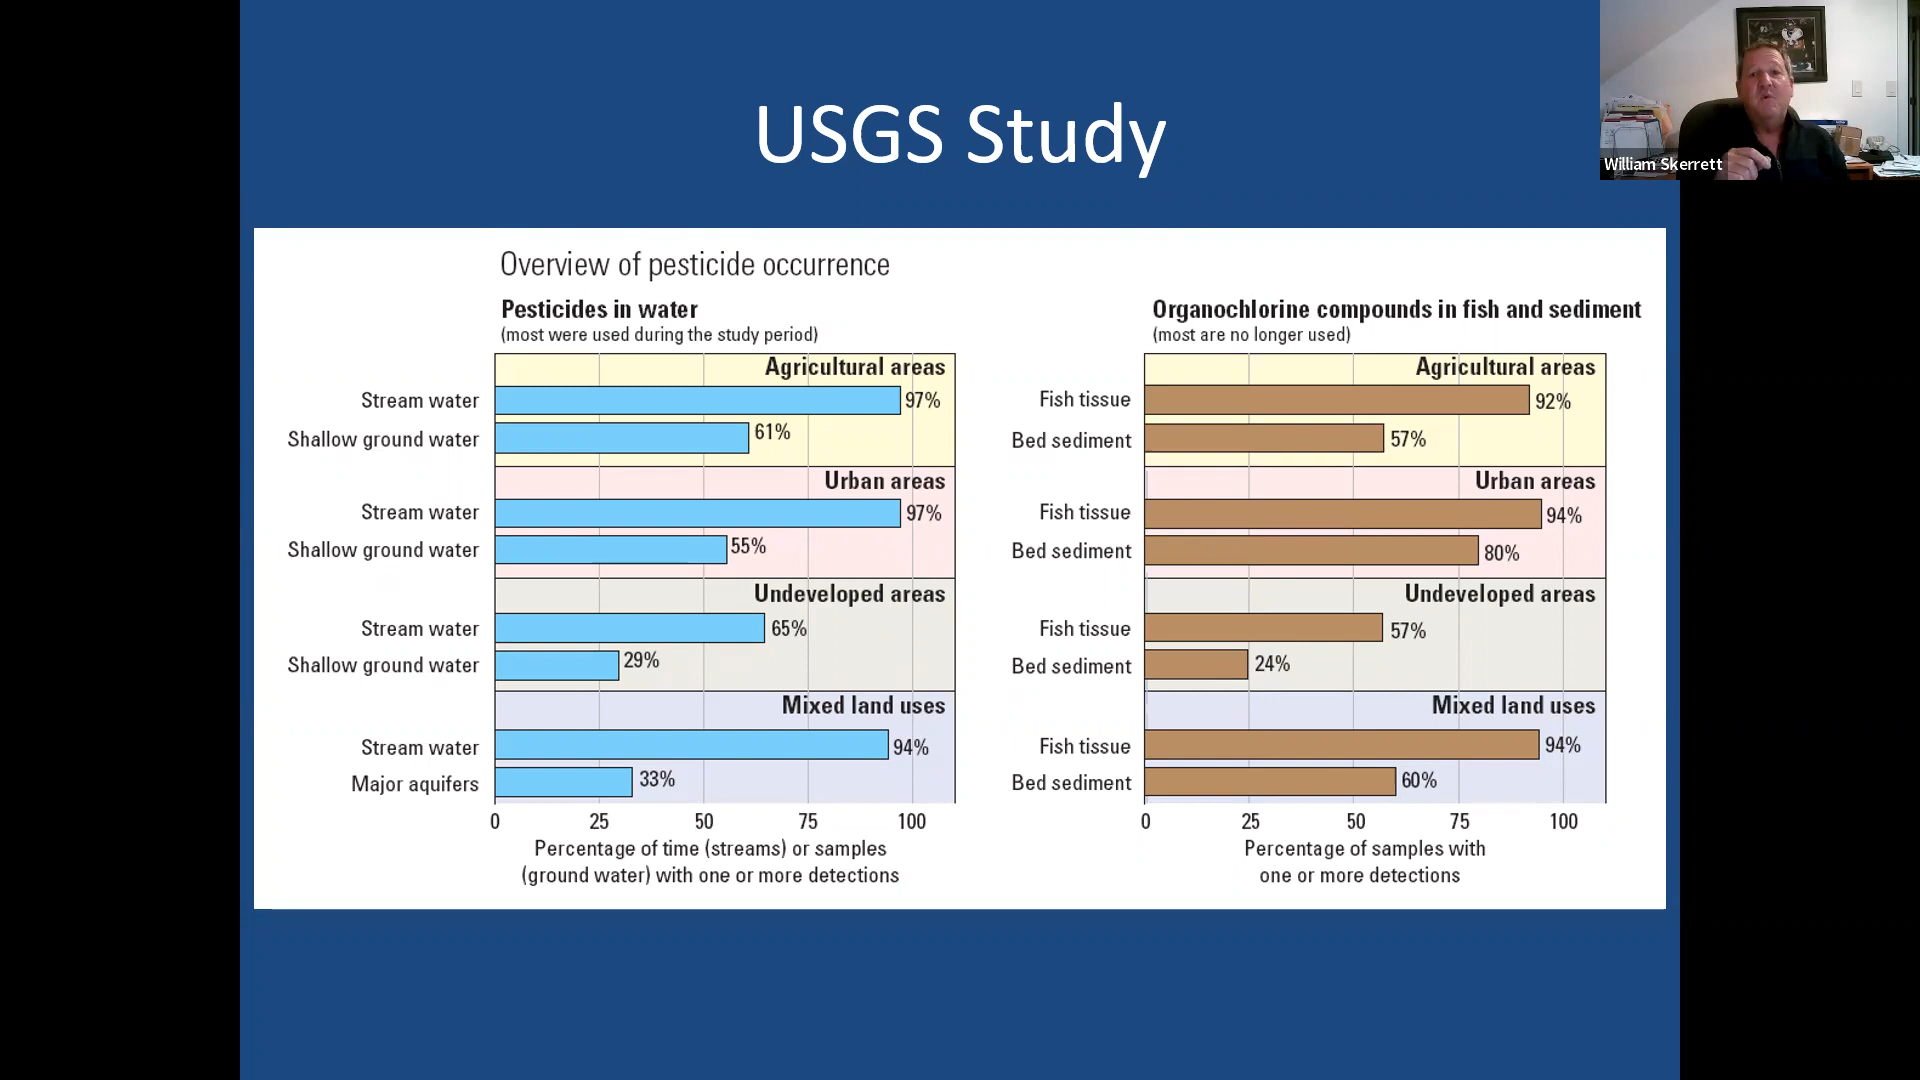 USGS Study
William Skerrett
Overview of pesticide occurrence
Pesticides in water
(most were used during the study period)
Agricultural areas
Stream water 97%
Shallow ground water 61%
Urban areas
Stream water 97%
Shallow ground water 55%
Undeveloped areas
Stream water 65%
Shallow ground water 29%
Mixed land uses
Stream water 94%
Major aquifers 33%
0 25 50 75 100
Percentage of time (streams) or samples
(ground water) with one or more detections
Organochlorine compounds in fish and sediment
(most are no longer used)
Agricultural areas
Fish tissue 92%
Bed sediment 57%
Urban areas
Fish tissue 94%
Bed sediment 80%
Undeveloped areas
Fish tissue 57%
Bed sediment 24%
Mixed land uses
Fish tissue 94%
Bed sediment 60%
0 25 50 75 100
Percentage of samples with
one or more detections